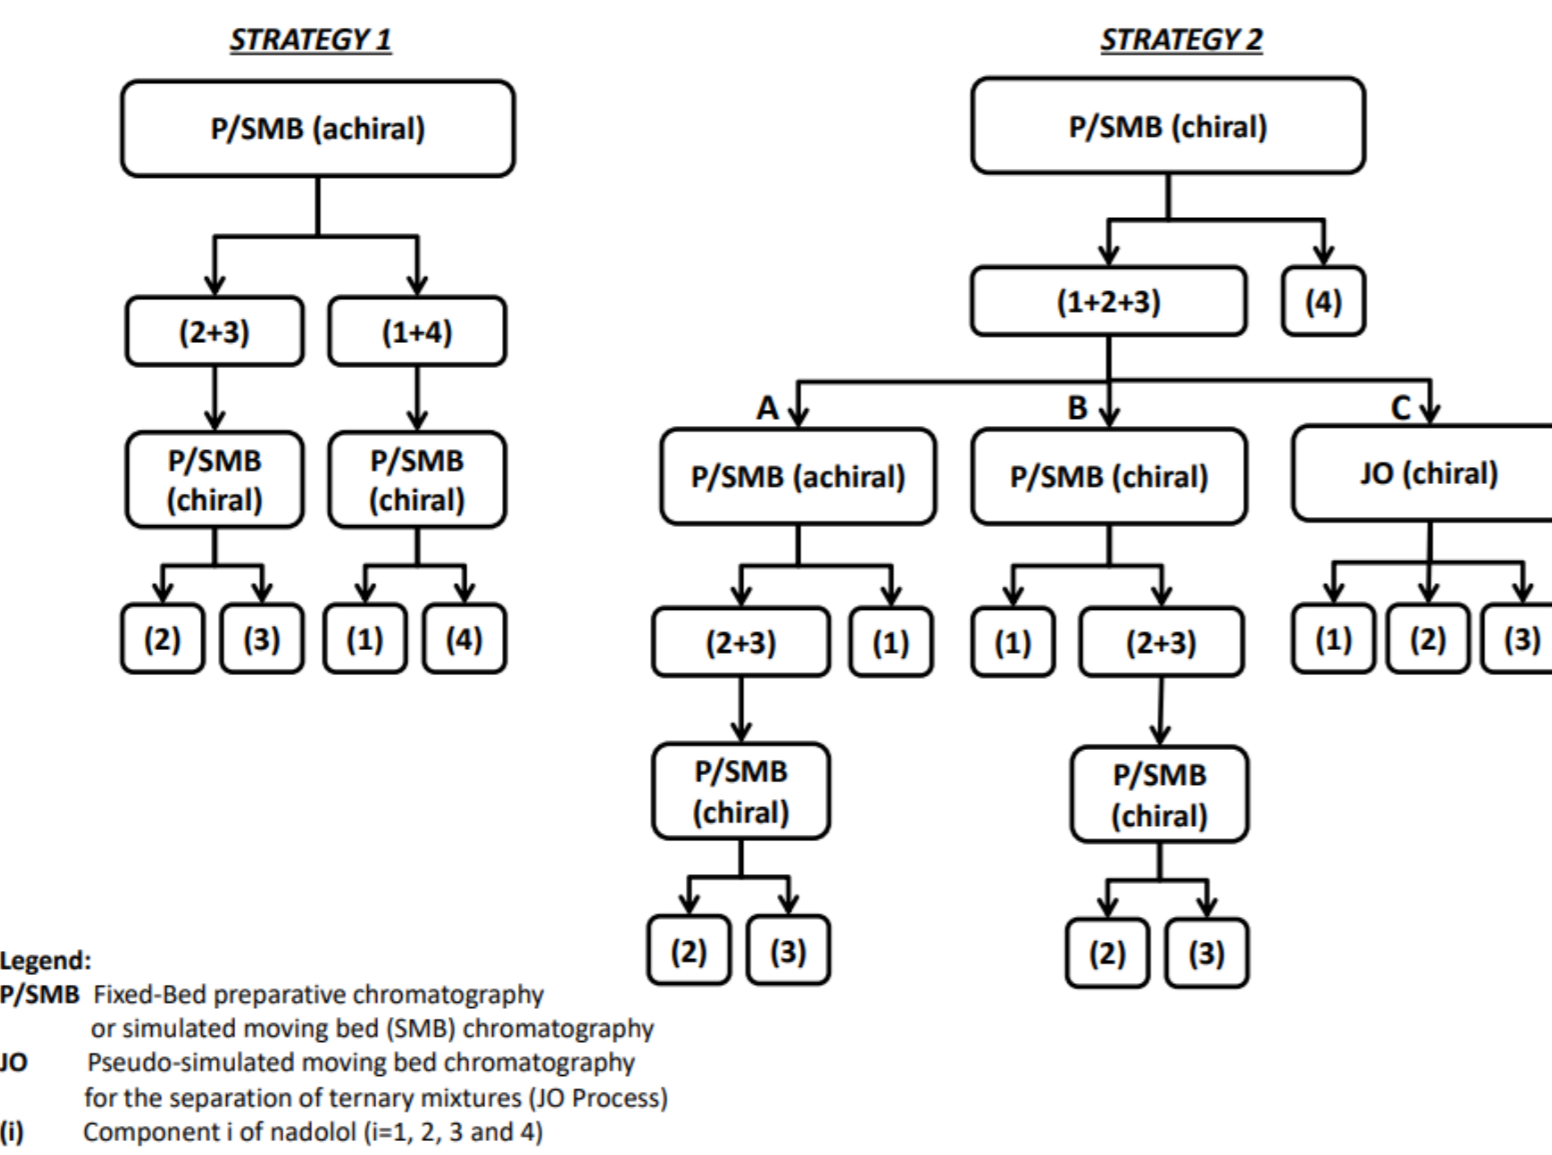 STRATEGY 1
P/SMB (achiral)
(2+3)
(1+4)
P/SMB
(chiral)
P/SMB
(chiral)
(2)
(3)
(1)
(4)
STRATEGY 2
P/SMB (chiral)
(1+2+3)
(4)
A
B
C
P/SMB (achiral)
P/SMB (chiral)
JO (chiral)
(2+3)
(1)
(1)
(2+3)
(1)
(2)
(3)
P/SMB
(chiral)
P/SMB
(chiral)
(2)
(3)
(2)
(3)
Legend:
P/SMB Fixed-Bed preparative chromatography
or simulated moving bed (SMB) chromatography
JO Pseudo-simulated moving bed chromatography
for the separation of ternary mixtures (JO Process)
(i) Component i of nadolol (i=1, 2, 3 and 4)